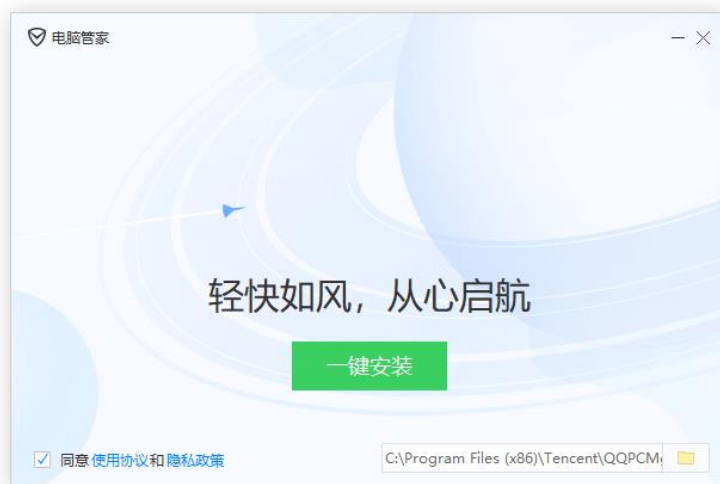 电脑管家
轻快如风，从心启航
一键安装
同意 使用协议 和 隐私政策
C:\Program Files (x86)\Tencent\QQPCM